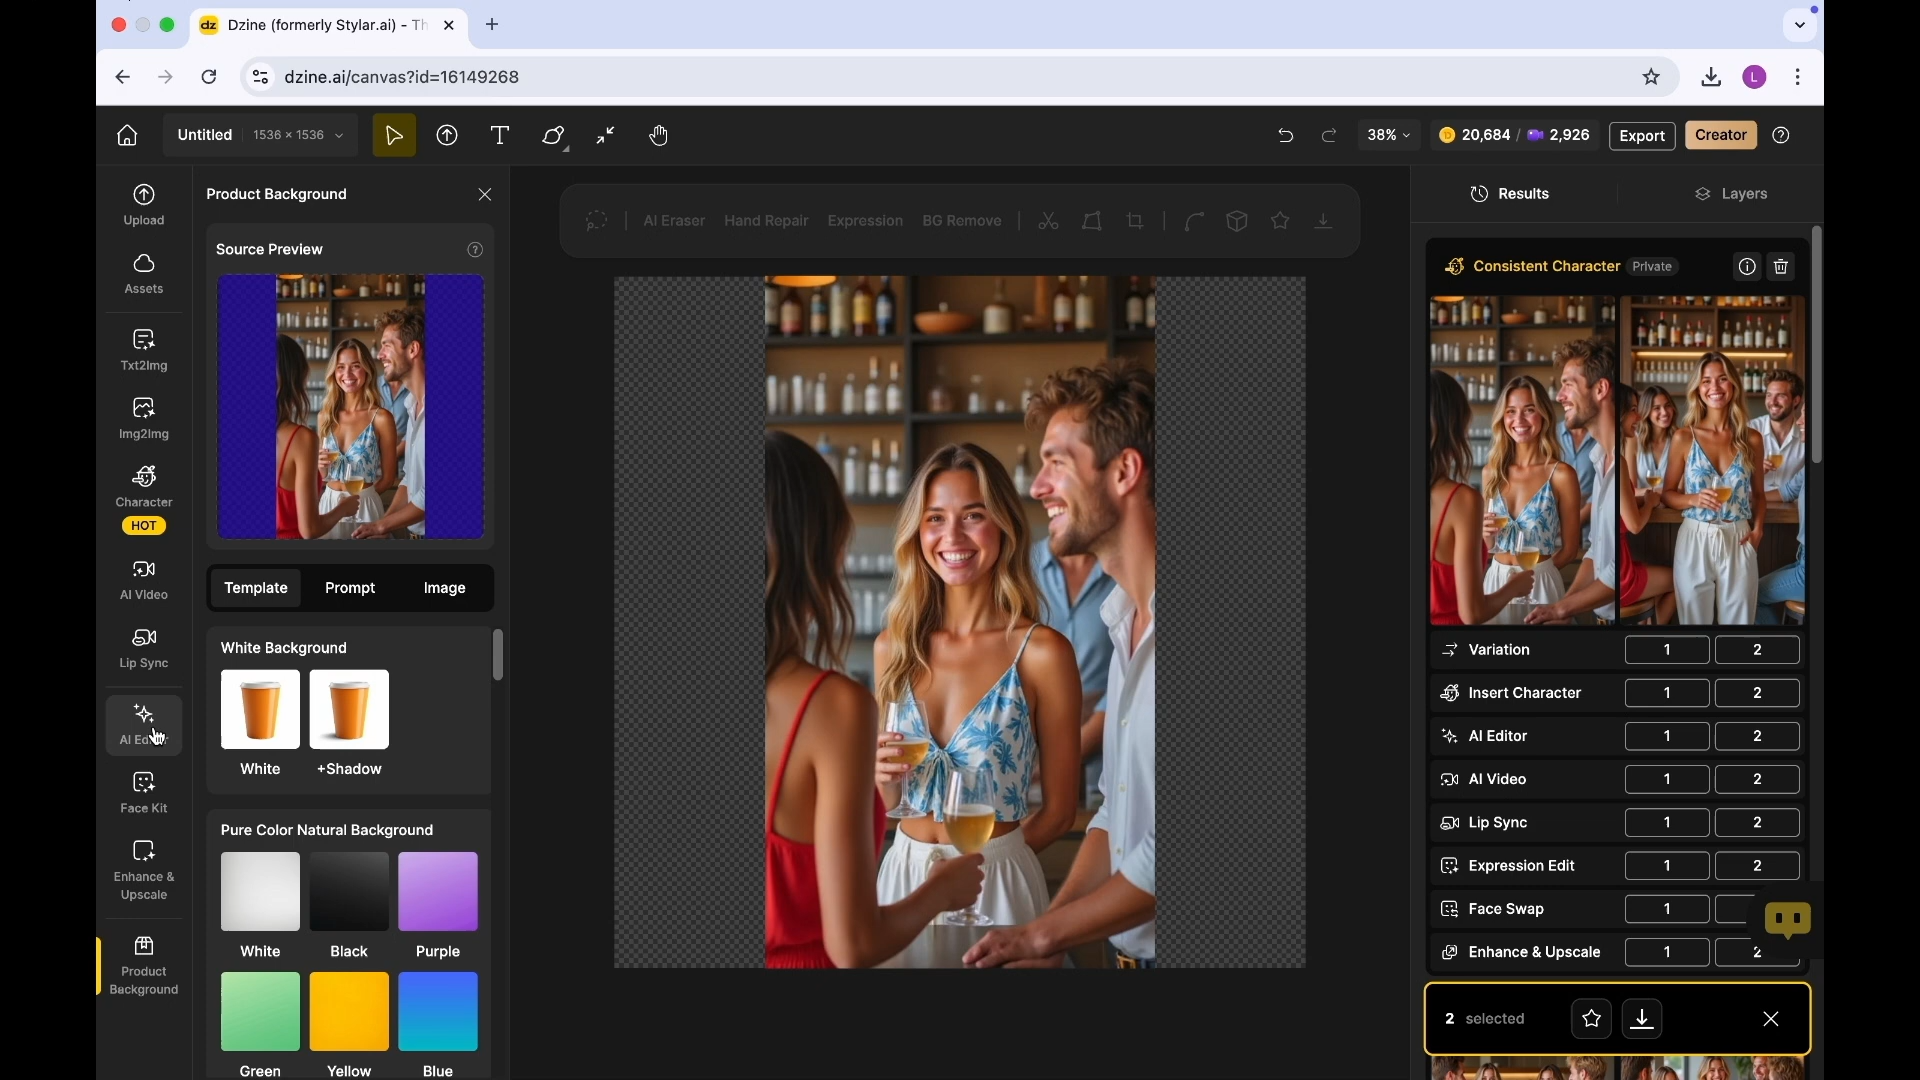 dz Dzine (formerly Stylar.ai) - Th
dzine.ai/canvas?id=16149268
L
Untitled 1536 × 1536
T
38%
20,684 / 2,926
Export
Creator
Upload
Assets
Txt2Img
Img2Img
Character
HOT
AI Video
Lip Sync
Face Kit
Enhance &
Upscale
Product
Background
Product Background
Source Preview
Template Prompt Image
White Background
White +Shadow
Pure Color Natural Background
White Black Purple
Green Yellow Blue
AI Eraser Hand Repair Expression BG Remove
Results Layers
Consistent Character Private
Variation 1 2
Insert Character 1 2
AI Editor 1 2
AI Video 1 2
Lip Sync 1 2
Expression Edit 1 2
Face Swap 1
Enhance & Upscale 1 2
2 selected